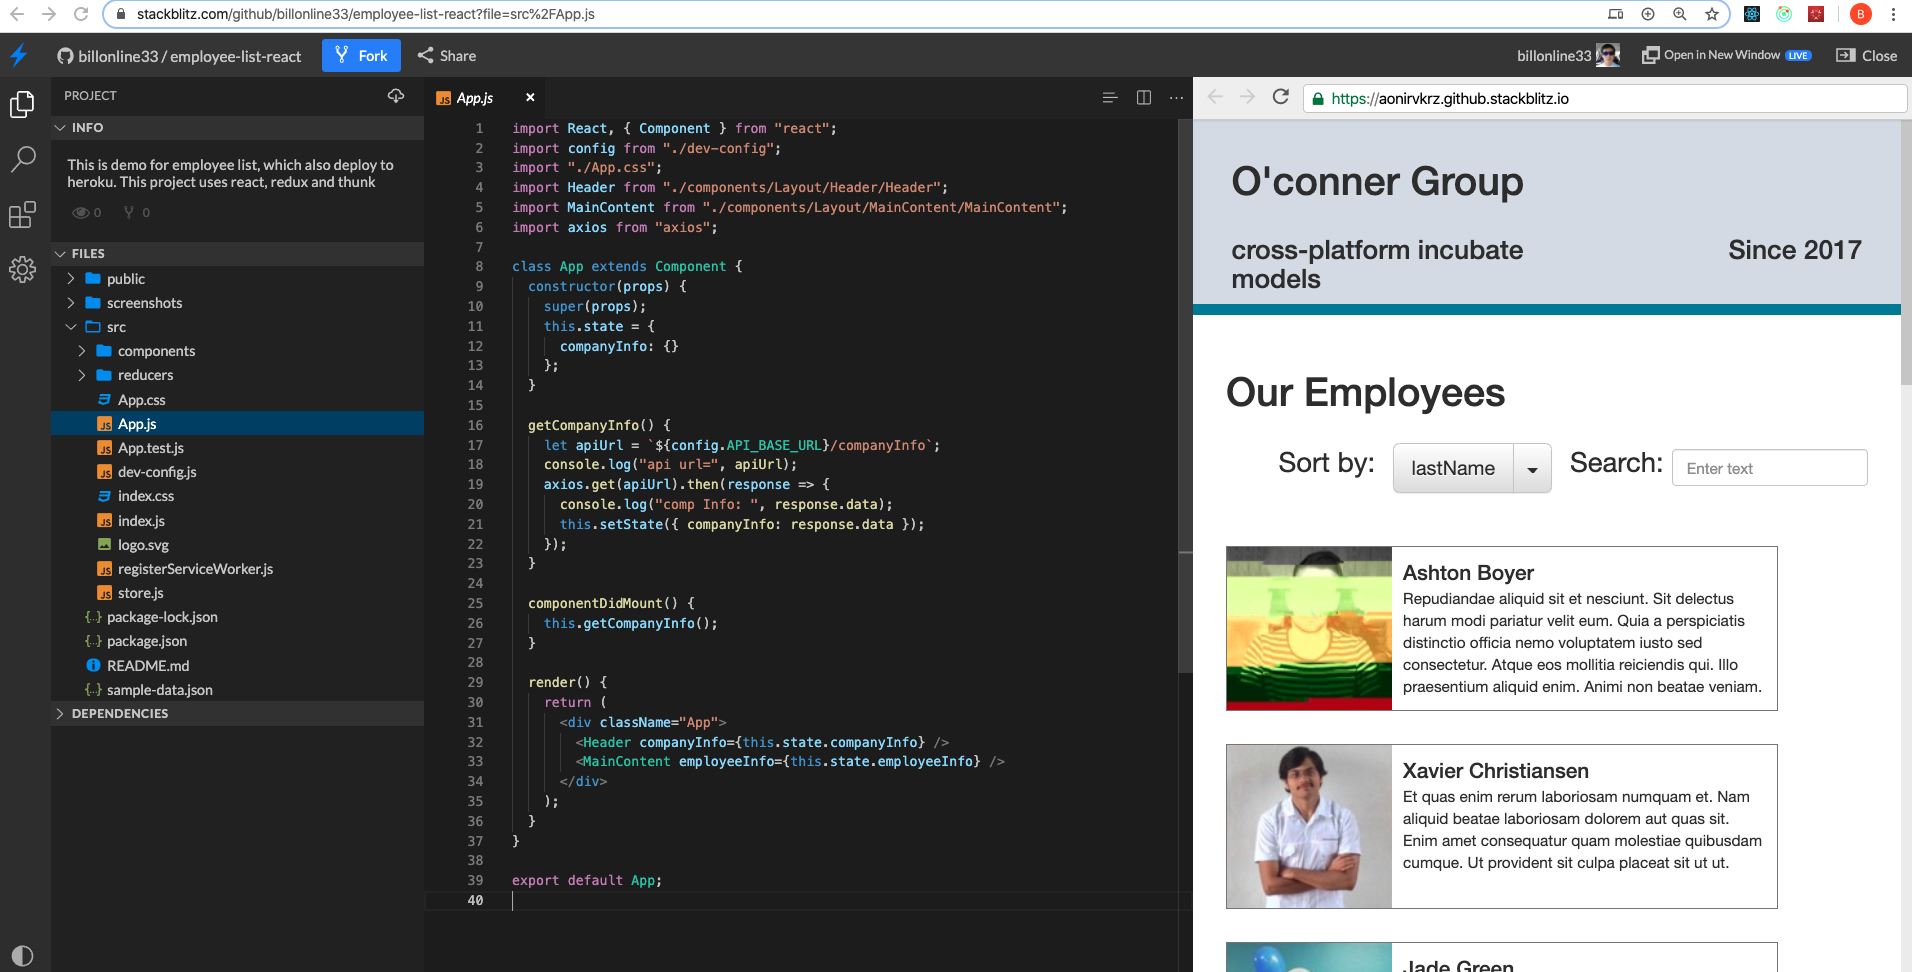 stackblitz.com/github/billonline33/employee-list-react?file=src%2FApp.js
B
billonline33 / employee-list-react
Fork
Share
billonline33
Open in New Window LIVE
Close
PROJECT
INFO
This is demo for employee list, which also deploy to
heroku. This project uses react, redux and thunk
0 0
FILES
public
screenshots
src
components
reducers
App.css
JS App.js
JS App.test.js
JS dev-config.js
index.css
JS index.js
logo.svg
JS registerServiceWorker.js
JS store.js
{..} package-lock.json
{..} package.json
README.md
{..} sample-data.json
DEPENDENCIES
JS App.js
1 import React, { Component } from "react";
2 import config from "./dev-config";
3 import "./App.css";
4 import Header from "./components/Layout/Header/Header";
5 import MainContent from "./components/Layout/MainContent/MainContent";
6 import axios from "axios";
7
8 class App extends Component {
9 constructor(props) {
10 super(props);
11 this.state = {
12 companyInfo: {}
13 };
14 }
15
16 getCompanyInfo() {
17 let apiUrl = `${config.API_BASE_URL}/companyInfo`;
18 console.log("api url=", apiUrl);
19 axios.get(apiUrl).then(response => {
20 console.log("comp Info: ", response.data);
21 this.setState({ companyInfo: response.data });
22 });
23 }
24
25 componentDidMount() {
26 this.getCompanyInfo();
27 }
28
29 render() {
30 return (
31 <div className="App">
32 <Header companyInfo={this.state.companyInfo} />
33 <MainContent employeeInfo={this.state.employeeInfo} />
34 </div>
35 );
36 }
37 }
38
39 export default App;
40
https://aonirvkrz.github.stackblitz.io
O'conner Group
cross-platform incubate
models
Since 2017
Our Employees
Sort by: lastName Search: Enter text
Ashton Boyer
Repudiandae aliquid sit et nesciunt. Sit delectus
harum modi pariatur velit eum. Quia a perspiciatis
distinctio officia nemo voluptatem iusto sed
consectetur. Atque eos mollitia reiciendis qui. Illo
praesentium aliquid enim. Animi non beatae veniam.
Xavier Christiansen
Et quas enim rerum laboriosam numquam et. Nam
aliquid beatae laboriosam dolorem aut quas sit.
Enim amet consequatur quam molestiae quibusdam
cumque. Ut provident sit culpa placeat sit ut ut.
Jade Green